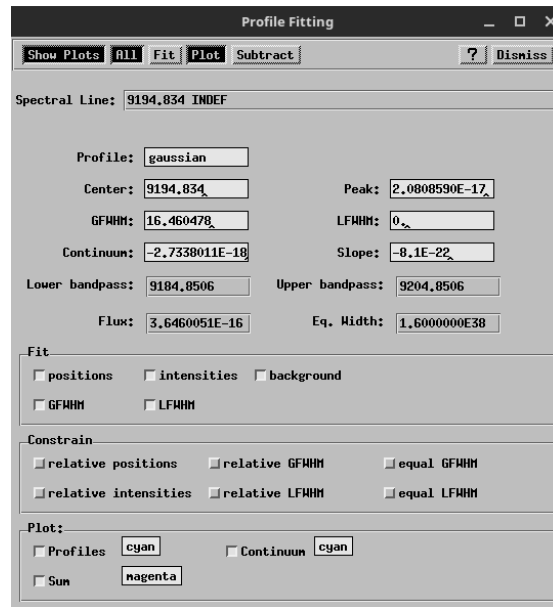 Profile Fitting
Show Plots All Fit Plot Subtract ? Dismiss
Spectral Line: 9194.834 INDEF
Profile: gaussian
Center: 9194.834 Peak: 2.0808590E-17
GFWHM: 16.460478 LFWHM: 0.
Continuum: -2.7338011E-18 Slope: -8.1E-22
Lower bandpass: 9184.8506 Upper bandpass: 9204.8506
Flux: 3.6460051E-16 Eq. Width: 1.6000000E38
Fit
positions intensities background
GFWHM LFWHM
Constrain
relative positions relative GFWHM equal GFWHM
relative intensities relative LFWHM equal LFWHM
Plot:
Profiles cyan Continuum cyan
Sum magenta